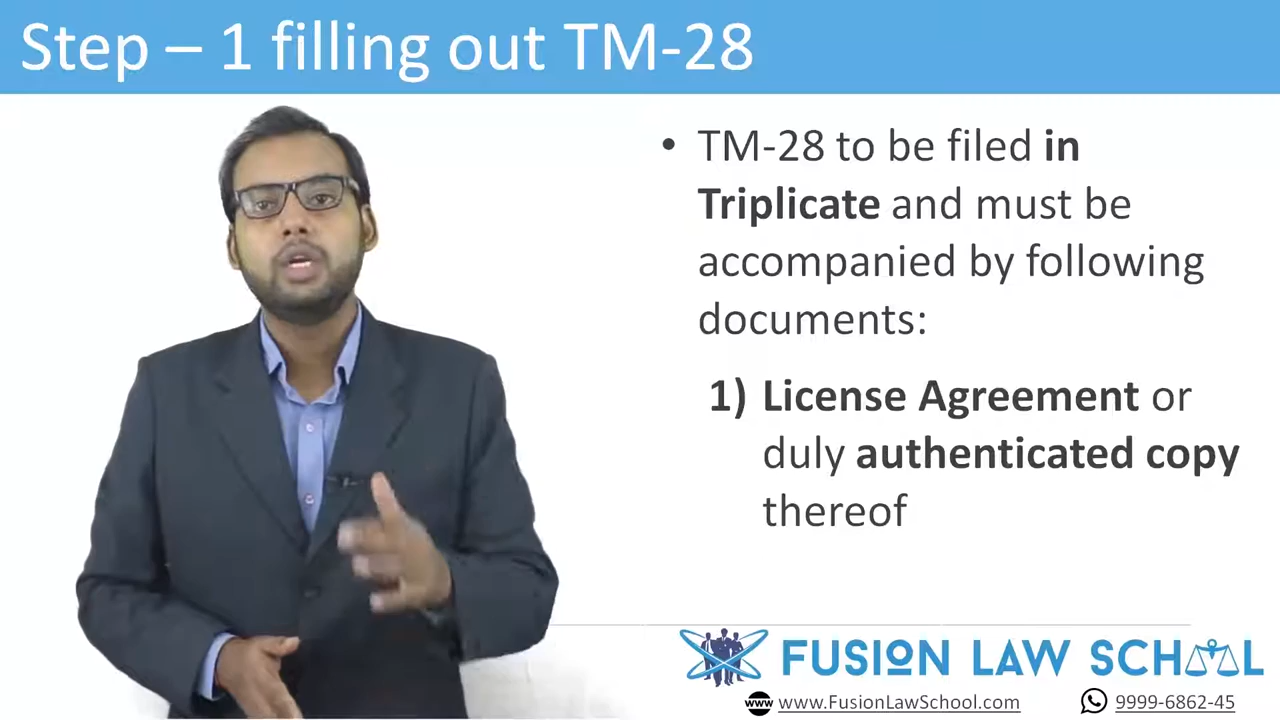 Step – 1 filling out TM-28
• TM-28 to be filed in
Triplicate and must be
accompanied by following
documents:
1) License Agreement or
duly authenticated copy
thereof
FUSION LAW SCHOOL
www www.FusionLawSchool.com
9999-6862-45